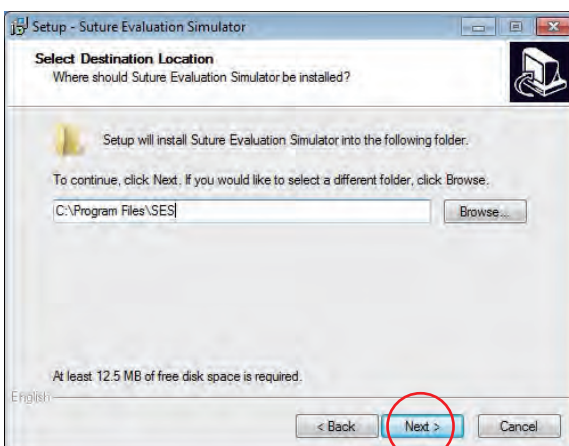 Setup - Suture Evaluation Simulator
Select Destination Location
Where should Suture Evaluation Simulator be installed?
Setup will install Suture Evaluation Simulator into the following folder.
To continue, click Next. If you would like to select a different folder, click Browse.
C:\Program Files\SES
Browse...
At least 12.5 MB of free disk space is required.
English
< Back
Next >
Cancel